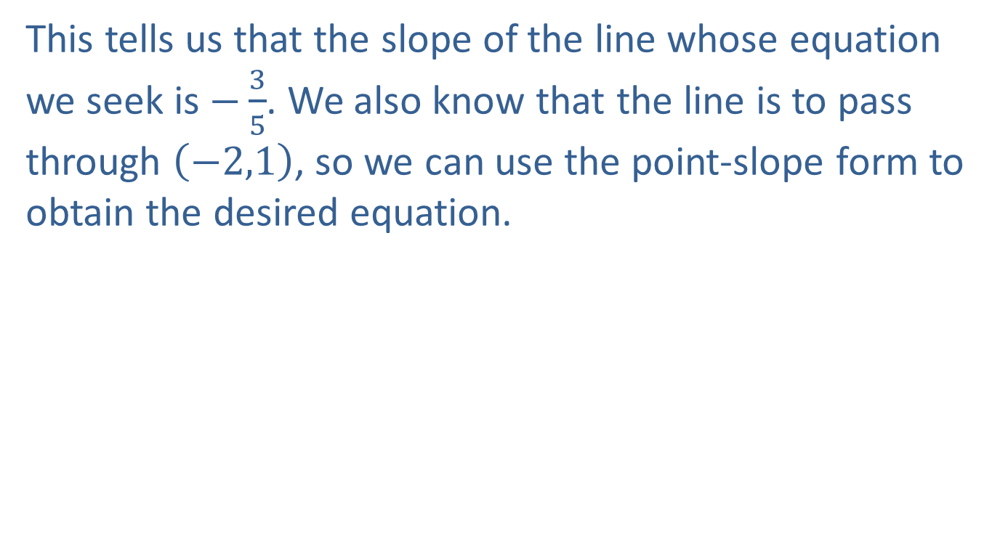 This tells us that the slope of the line whose equation
we seek is −3/5. We also know that the line is to pass
through (−2,1), so we can use the point-slope form to
obtain the desired equation.